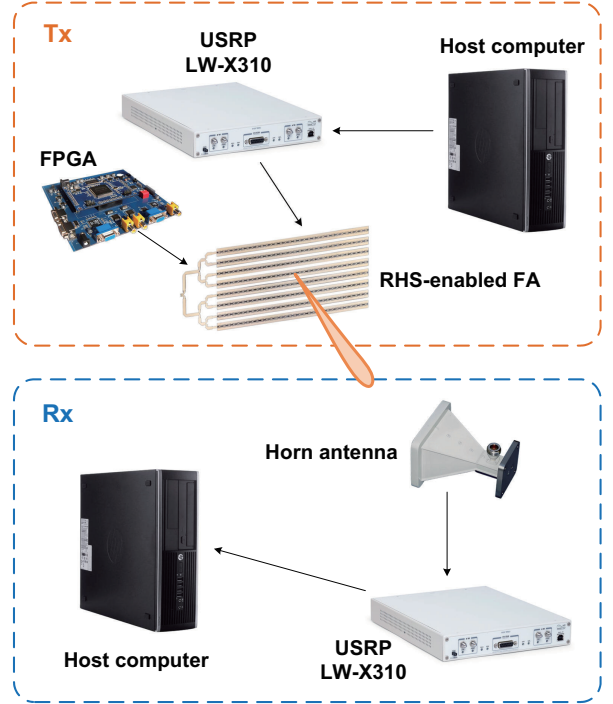 Tx
USRP
LW-X310
Host computer
FPGA
RHS-enabled FA
Rx
Horn antenna
Host computer
USRP
LW-X310